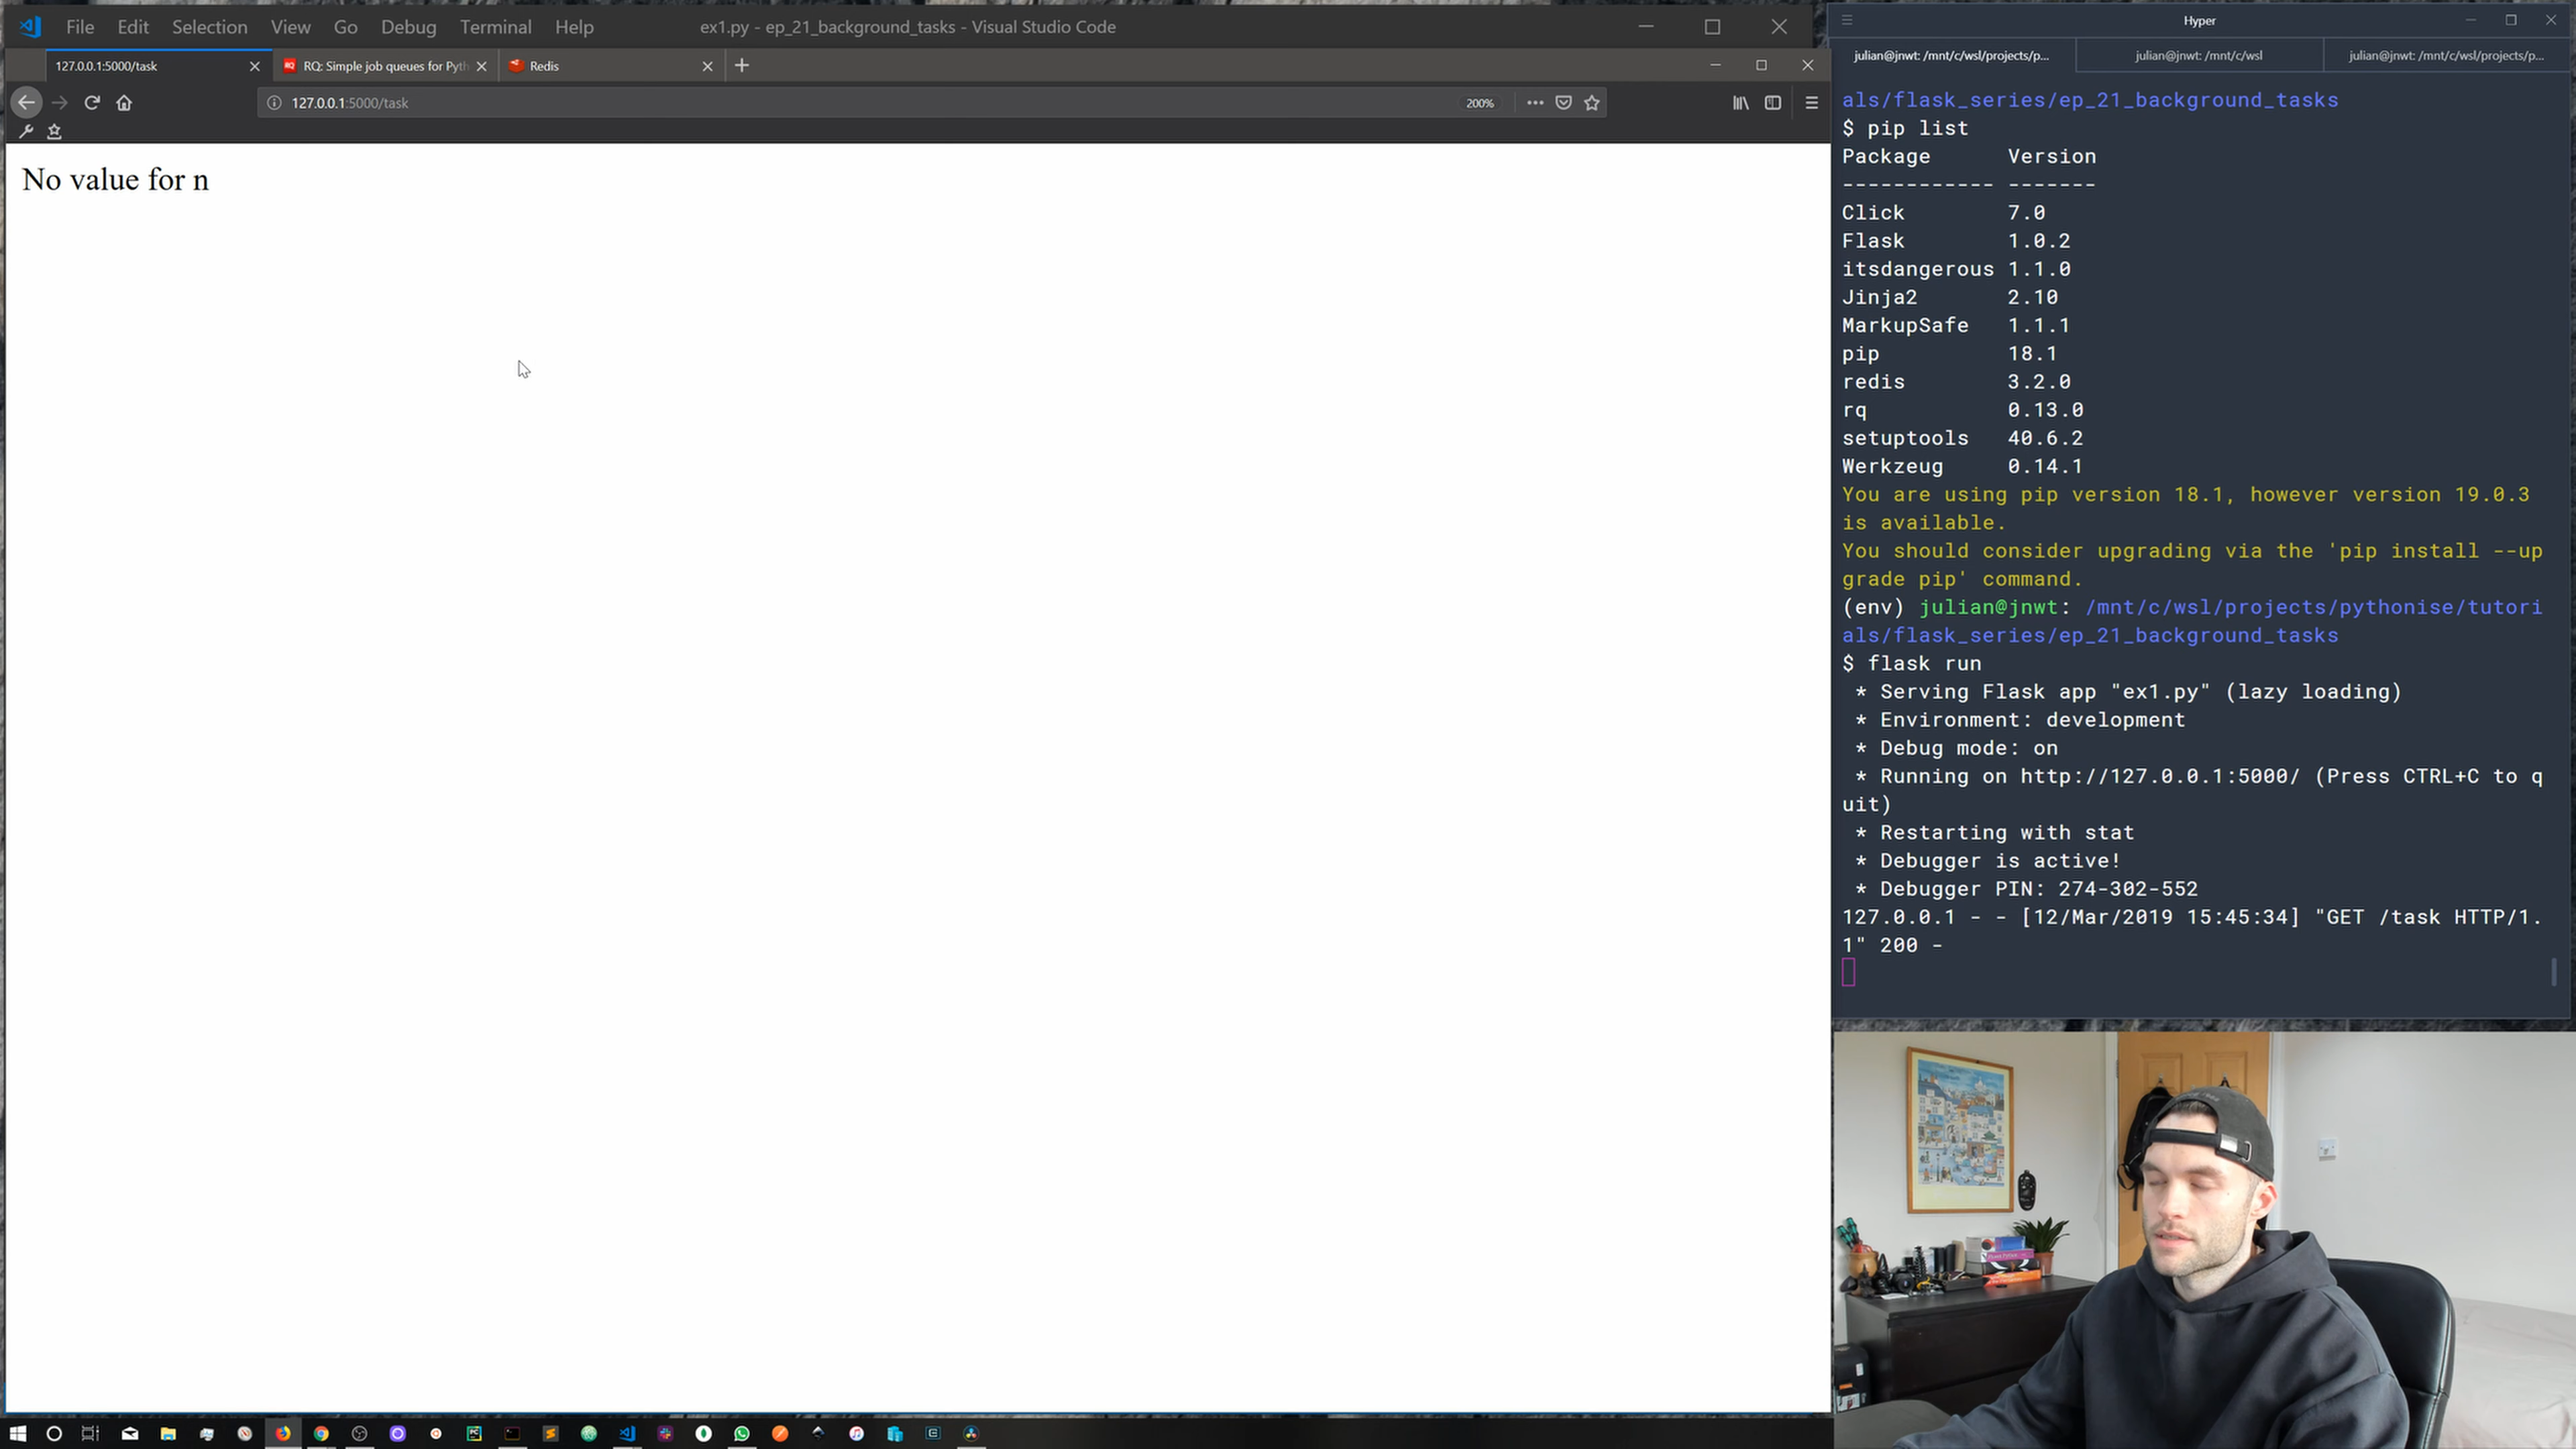 File Edit Selection View Go Debug Terminal Help
ex1.py - ep_21_background_tasks - Visual Studio Code
127.0.0.1:5000/task
RQ: Simple job queues for Pyth
Redis
127.0.0.1:5000/task
200%
No value for n
Hyper
julian@jnwt: /mnt/c/wsl/projects/p...
julian@jnwt: /mnt/c/wsl
julian@jnwt: /mnt/c/wsl/projects/p...
als/flask_series/ep_21_background_tasks
$ pip list
Package Version
------------ -------
Click 7.0
Flask 1.0.2
itsdangerous 1.1.0
Jinja2 2.10
MarkupSafe 1.1.1
pip 18.1
redis 3.2.0
rq 0.13.0
setuptools 40.6.2
Werkzeug 0.14.1
You are using pip version 18.1, however version 19.0.3
is available.
You should consider upgrading via the 'pip install --up
grade pip' command.
(env) julian@jnwt: /mnt/c/wsl/projects/pythonise/tutori
als/flask_series/ep_21_background_tasks
$ flask run
* Serving Flask app "ex1.py" (lazy loading)
* Environment: development
* Debug mode: on
* Running on http://127.0.0.1:5000/ (Press CTRL+C to q
uit)
* Restarting with stat
* Debugger is active!
* Debugger PIN: 274-302-552
127.0.0.1 - - [12/Mar/2019 15:45:34] "GET /task HTTP/1.
1" 200 -